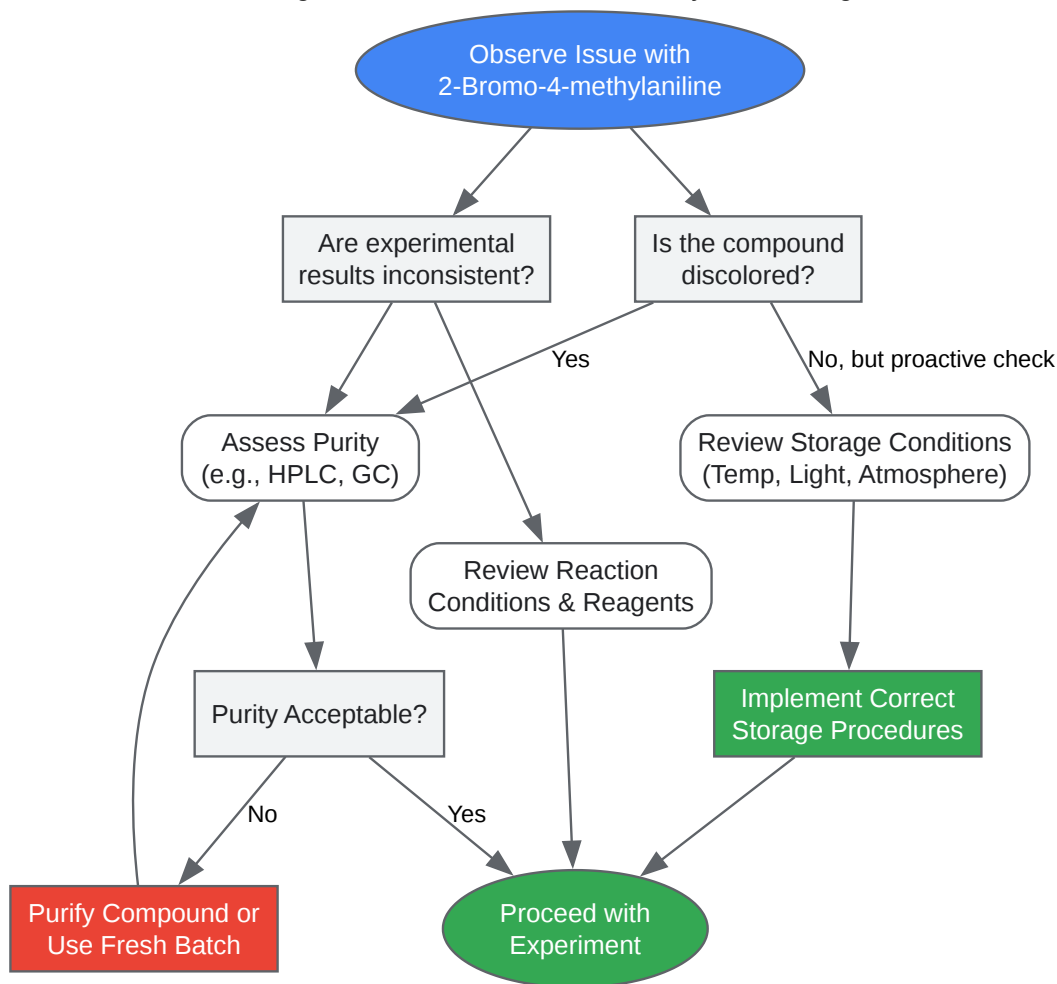 Observe Issue with
2-Bromo-4-methylaniline
Are experimental
results inconsistent?
Is the compound
discolored?
Yes
No, but proactive check
Assess Purity
(e.g., HPLC, GC)
Review Storage Conditions
(Temp, Light, Atmosphere)
Review Reaction
Conditions & Reagents
Purity Acceptable?
Implement Correct
Storage Procedures
No
Yes
Purify Compound or
Use Fresh Batch
Proceed with
Experiment